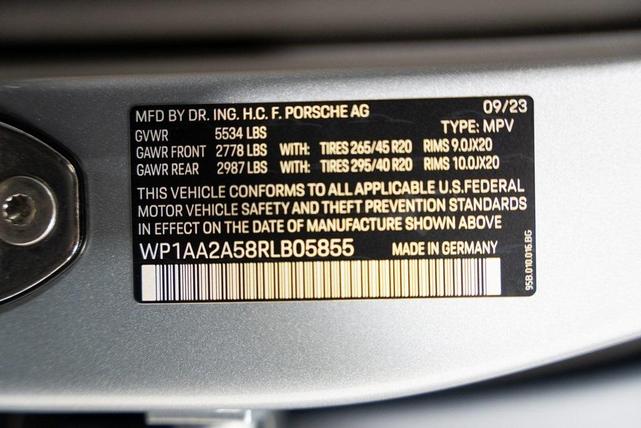 MFD BY DR. ING. H.C. F. PORSCHE AG 09/23
GVWR 5534 LBS TYPE: MPV
GAWR FRONT 2778 LBS WITH: TIRES 265/45 R20 RIMS 9.0JX20
GAWR REAR 2987 LBS WITH: TIRES 295/40 R20 RIMS 10.0JX20
THIS VEHICLE CONFORMS TO ALL APPLICABLE U.S.FEDERAL
MOTOR VEHICLE SAFETY AND THEFT PREVENTION STANDARDS
IN EFFECT ON THE DATE OF MANUFACTURE SHOWN ABOVE
WP1AA2A58RLB05855 MADE IN GERMANY
95B.010.016.BG